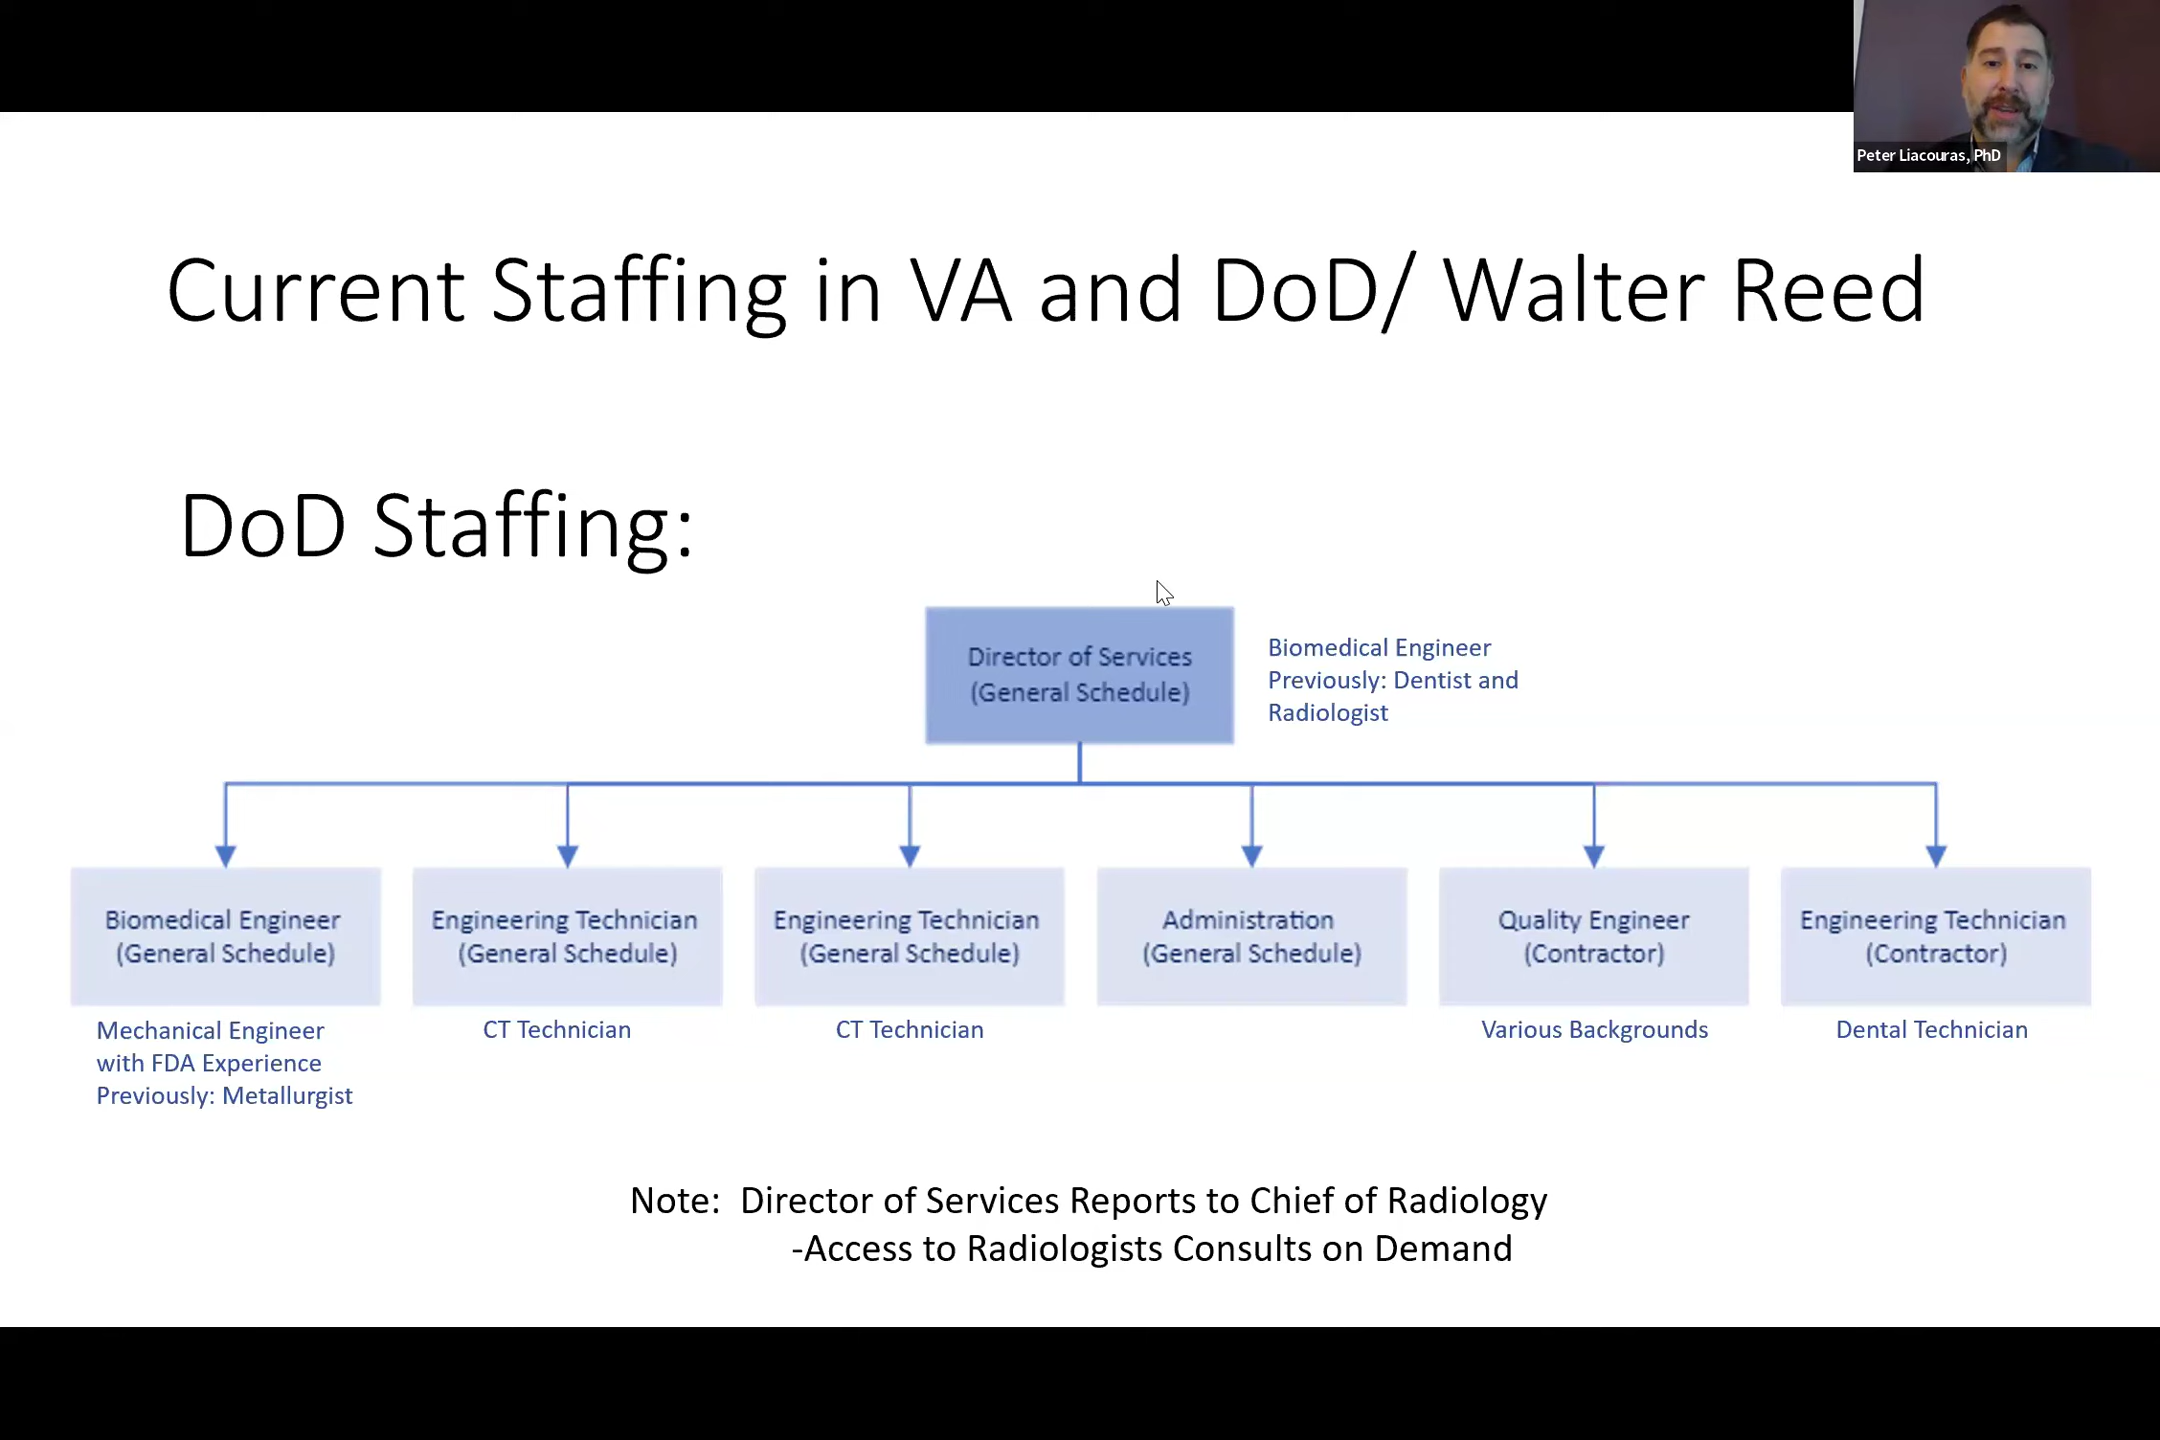 Peter Liacouras, PhD
Current Staffing in VA and DoD/ Walter Reed
DoD Staffing:
Director of Services
(General Schedule)
Biomedical Engineer
Previously: Dentist and
Radiologist
Biomedical Engineer
(General Schedule)
Mechanical Engineer
with FDA Experience
Previously: Metallurgist
Engineering Technician
(General Schedule)
CT Technician
Engineering Technician
(General Schedule)
CT Technician
Administration
(General Schedule)
Quality Engineer
(Contractor)
Various Backgrounds
Engineering Technician
(Contractor)
Dental Technician
Note:  Director of Services Reports to Chief of Radiology
-Access to Radiologists Consults on Demand